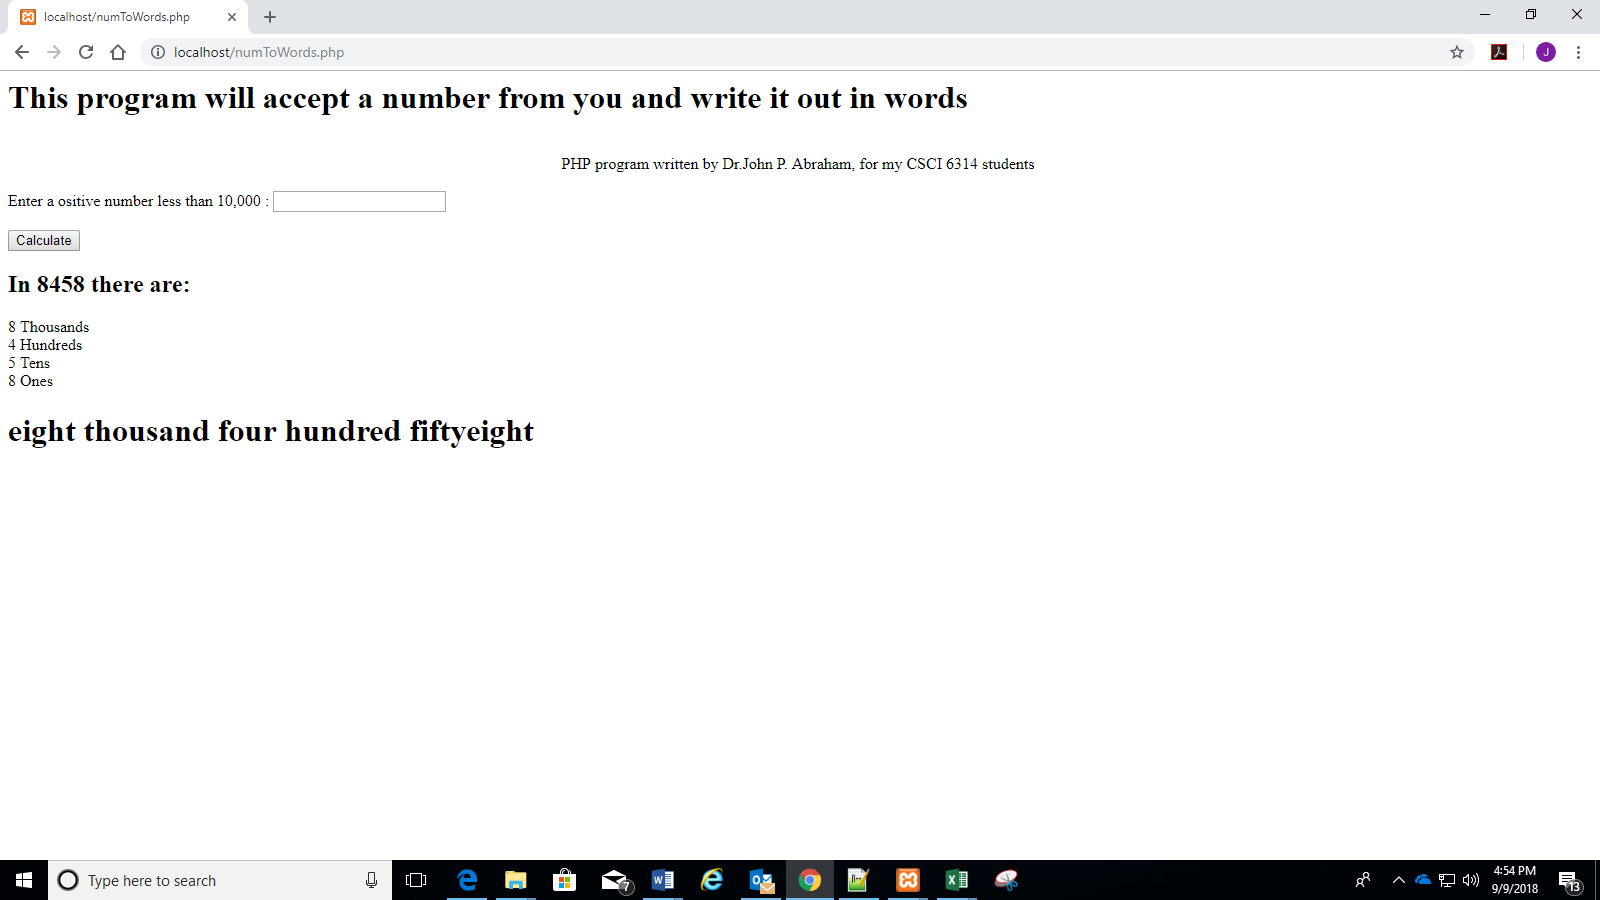 localhost/numToWords.php
localhost/numToWords.php
J
This program will accept a number from you and write it out in words
PHP program written by Dr.John P. Abraham, for my CSCI 6314 students
Enter a ositive number less than 10,000 :
Calculate
In 8458 there are:
8 Thousands
4 Hundreds
5 Tens
8 Ones
eight thousand four hundred fiftyeight
Type here to search
7
4:54 PM
9/9/2018
13